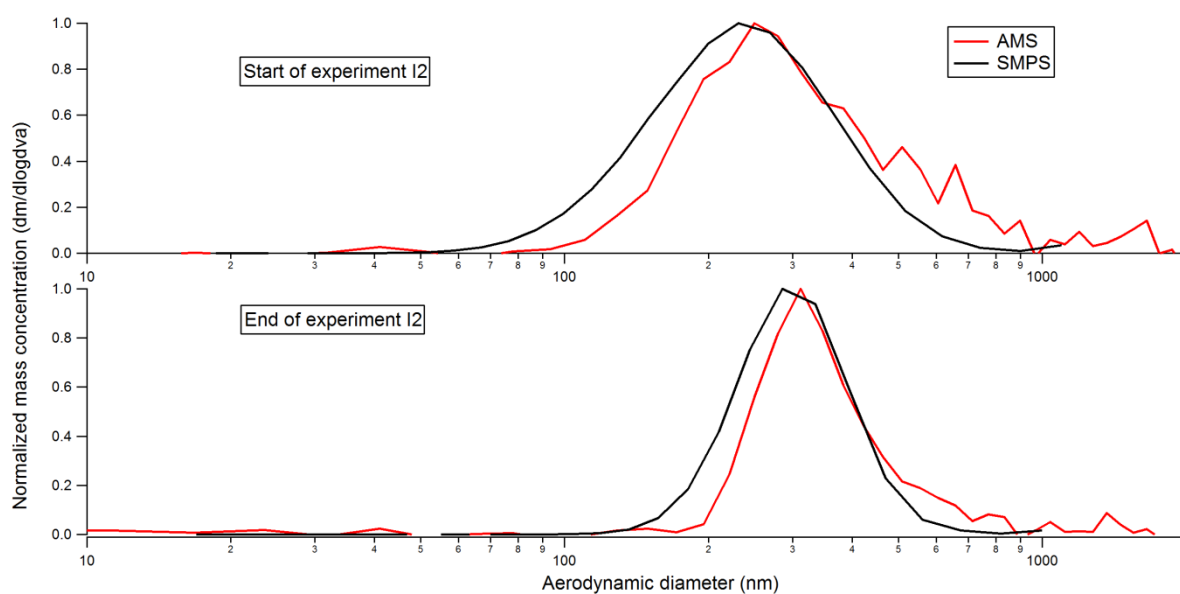 Normalized mass concentration (dm/dlogdva)
1.0
0.8
0.6
0.4
0.2
0.0
Start of experiment I2
AMS
SMPS
10 2 3 4 5 6 7 8 9 100 2 3 4 5 6 7 8 9 1000
1.0
0.8
0.6
0.4
0.2
0.0
End of experiment I2
10 2 3 4 5 6 7 8 9 100 2 3 4 5 6 7 8 9 1000
Aerodynamic diameter (nm)